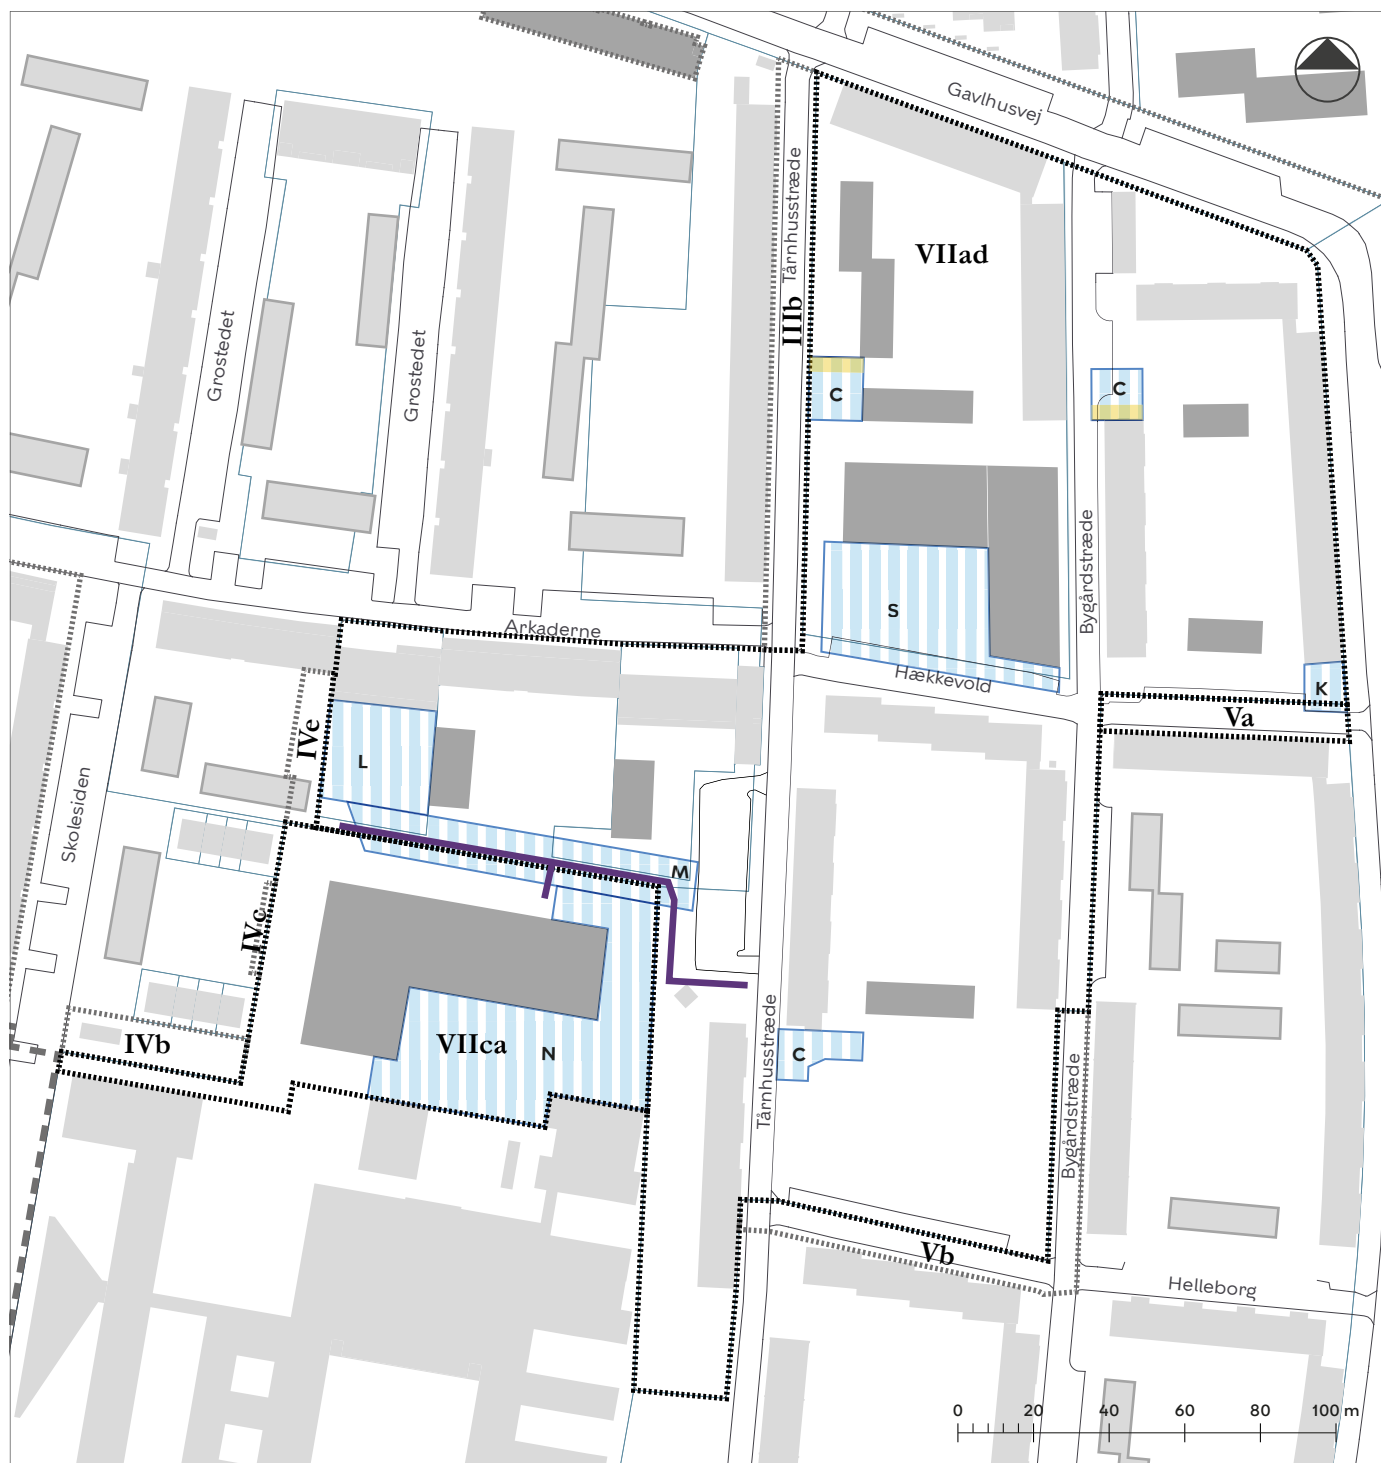 Gavlhusvej
Tårnhusstræde
VIIad
IIIb
Grostedet
Grostedet
C
C
Bygårdstræde
S
Arkaderne
Hækkevold
K
Va
IVe
L
Skolesiden
M
IVc
Tårnhusstræde
IVb
VIIca
N
C
Bygårdstræde
Vb
Helleborg
0 20 40 60 80 100 m